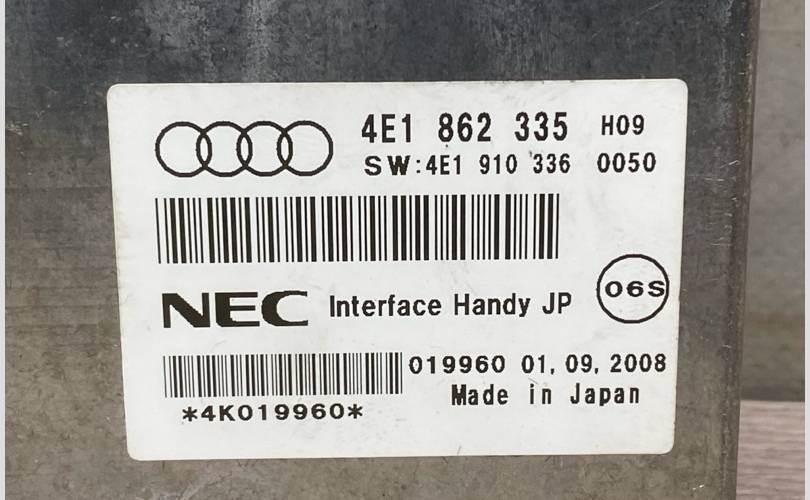 4E1 862 335 H09
SW:4E1 910 336 0050
NEC Interface Handy JP
06S
019960 01, 09, 2008
*4K019960*
Made in Japan